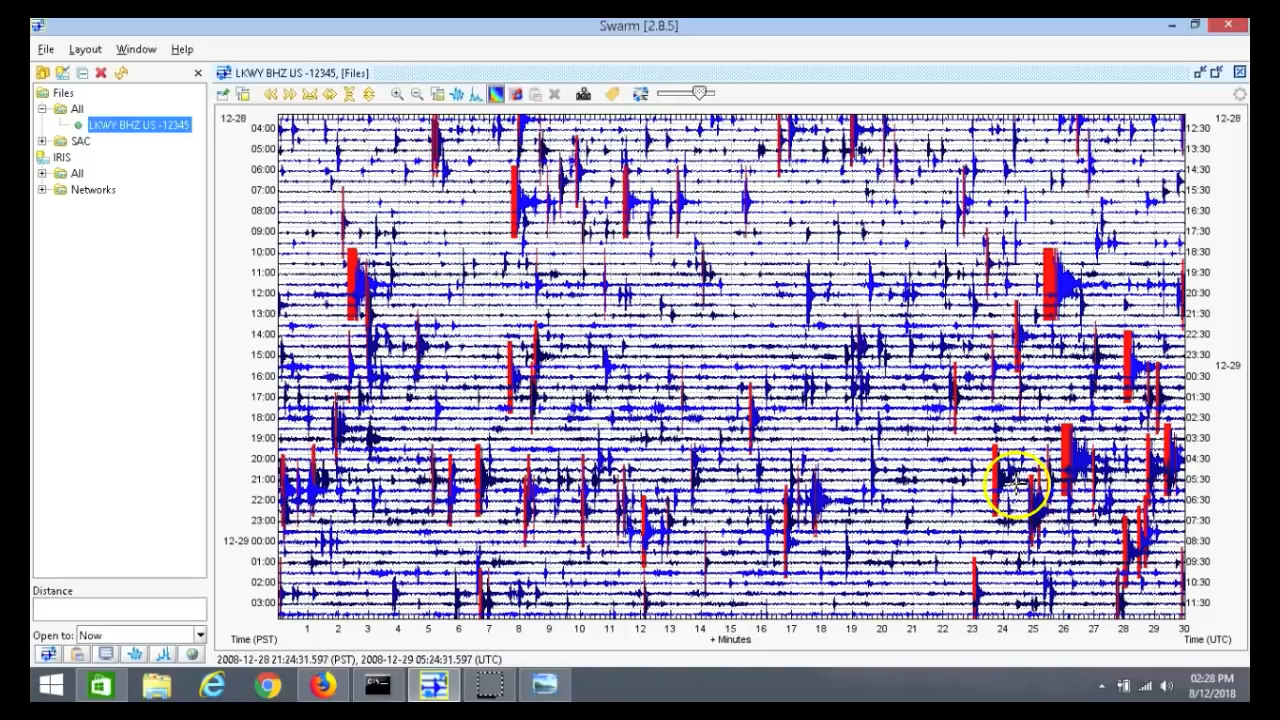 Swarm [2.8.5]
File Layout Window Help
LKWY BHZ US -12345, [Files]
Files
All
LKWY BHZ US -12345
SAC
IRIS
All
Networks
12-28 12-28
04:00 12:30
05:00 13:30
06:00 14:30
07:00 15:30
08:00 16:30
09:00 17:30
10:00 18:30
11:00 19:30
12:00 20:30
13:00 21:30
14:00 22:30
15:00 23:30
12-29
16:00 00:30
17:00 01:30
18:00 02:30
19:00 03:30
20:00 04:30
21:00 05:30
22:00 06:30
23:00 07:30
12-29 00:00 08:30
01:00 09:30
02:00 10:30
03:00 11:30
1 2 3 4 5 6 7 8 9 10 11 12 13 14 15 16 17 18 19 20 21 22 23 24 25 26 27 28 29 30
Time (PST) + Minutes Time (UTC)
Distance
Open to: Now
2008-12-28 21:24:31.597 (PST), 2008-12-29 05:24:31.597 (UTC)
02:28 PM
8/12/2018